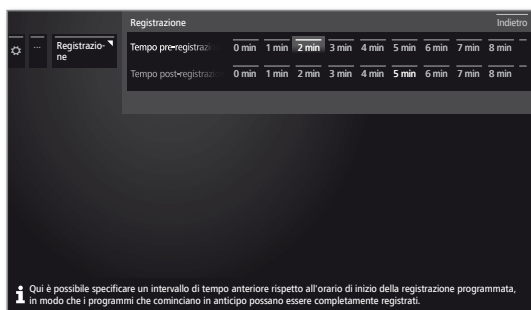 Registrazione
Indietro
... Registrazio-
ne
Tempo pre-registrazi 0 min 1 min 2 min 3 min 4 min 5 min 6 min 7 min 8 min
Tempo post-registrazi 0 min 1 min 2 min 3 min 4 min 5 min 6 min 7 min 8 min
Qui è possibile specificare un intervallo di tempo anteriore rispetto all'orario di inizio della registrazione programmata,
in modo che i programmi che cominciano in anticipo possano essere completamente registrati.